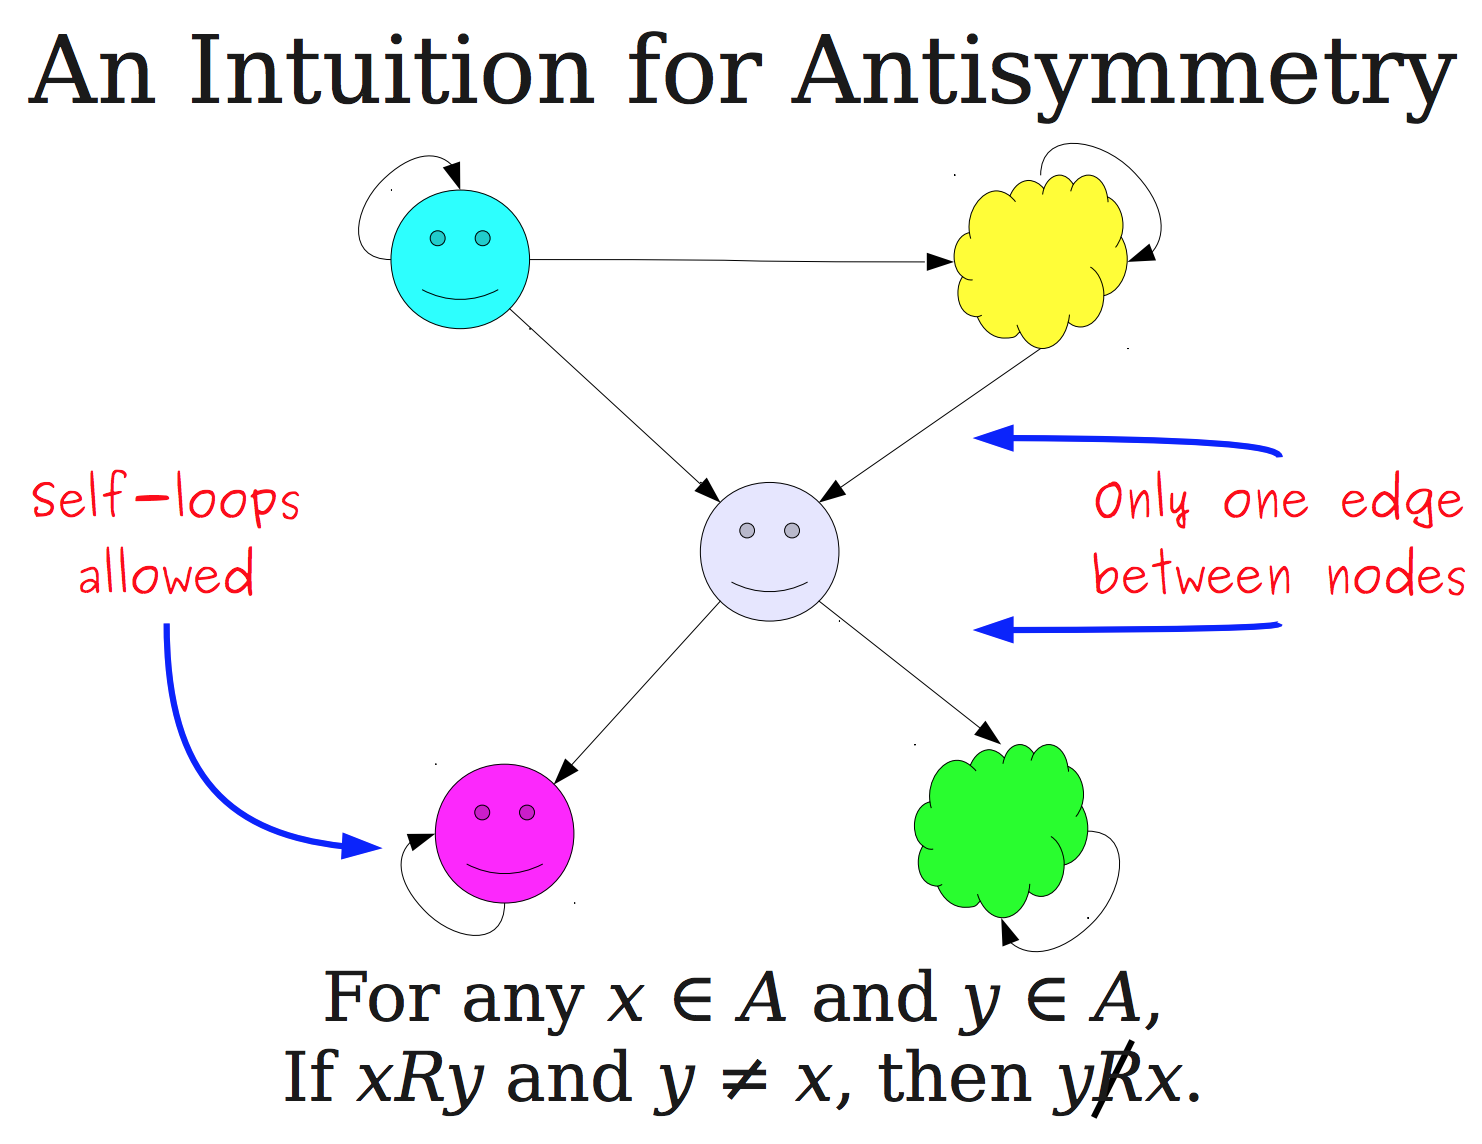 An Intuition for Antisymmetry
Self-loops
allowed
Only one edge
between nodes
For any x ∈ A and y ∈ A,
If xRy and y ≠ x, then yR̸x.